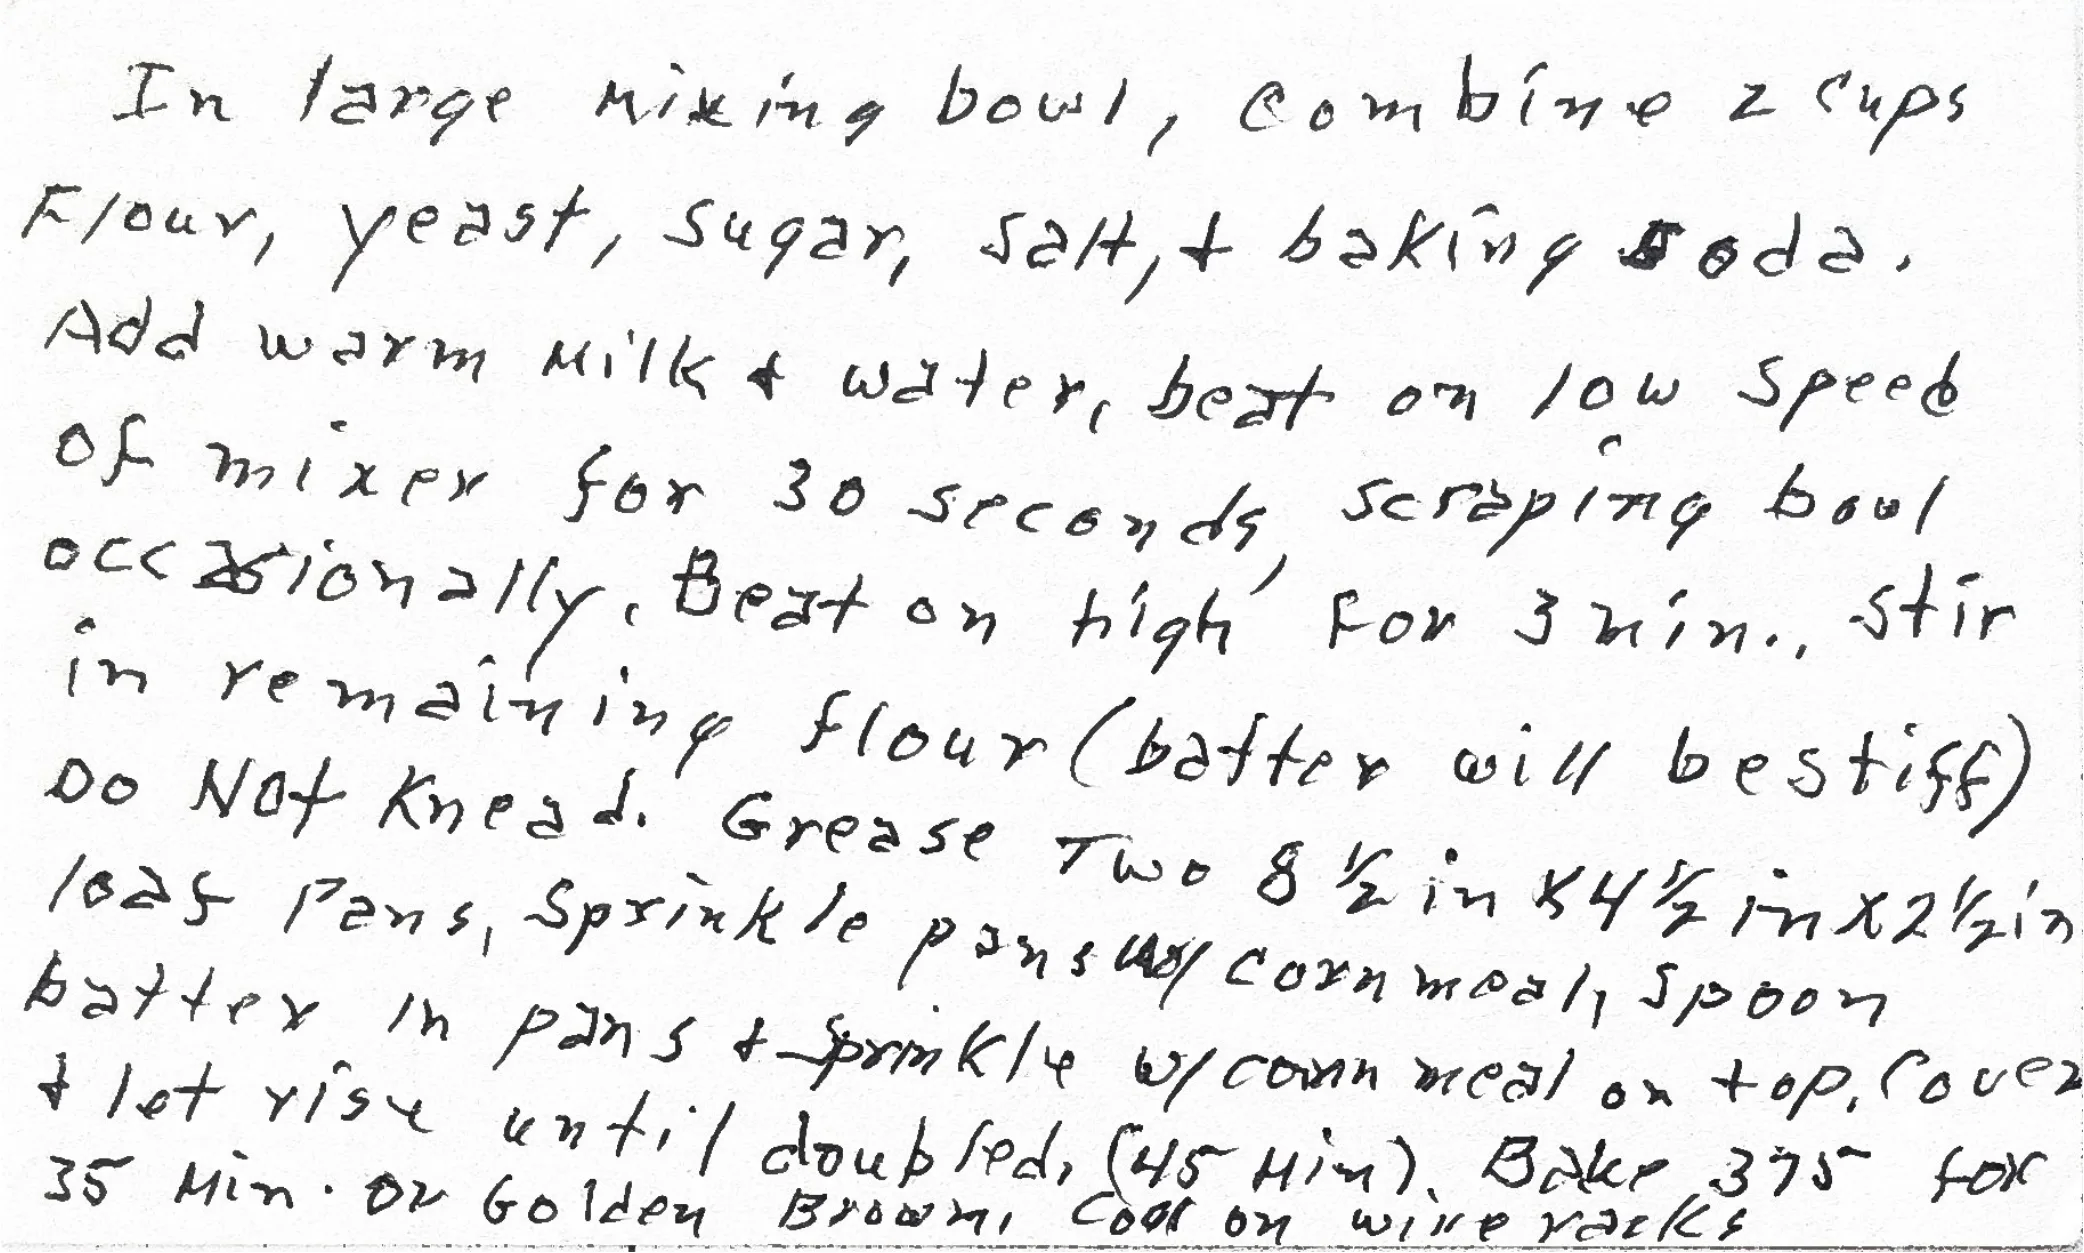 In large Mixing bowl, Combine 2 Cups
Flour, yeast, Sugar, Salt, + baking soda.
Add warm Milk + water, beat on low Speed
of mixer for 30 seconds, scraping bowl
occasionally. Beat on high for 3 min., Stir
in remaining flour (batter will be stiff)
Do Not Knead. Grease Two 8 1/2 in x 4 1/2 in x 2 1/2 in
loaf Pans, Sprinkle pans w/ cornmeal, Spoon
batter in pans + Sprinkle w/ cornmeal on top. Cover
+ let rise until doubled, (45 Min). Bake 375 for
35 Min. or Golden Brown, Cool on wire racks